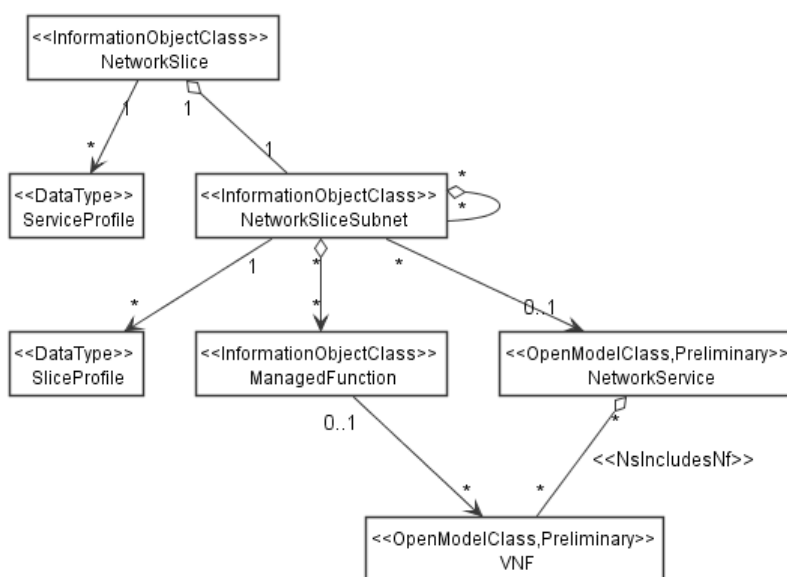 <<InformationObjectClass>>
NetworkSlice
1
1
*
1
<<DataType>>
ServiceProfile
<<InformationObjectClass>>
NetworkSliceSubnet
*
*
1
*
*
*
*
0..1
<<DataType>>
SliceProfile
<<InformationObjectClass>>
ManagedFunction
<<OpenModelClass,Preliminary>>
NetworkService
0..1
*
<<NsIncludesNf>>
*
*
<<OpenModelClass,Preliminary>>
VNF